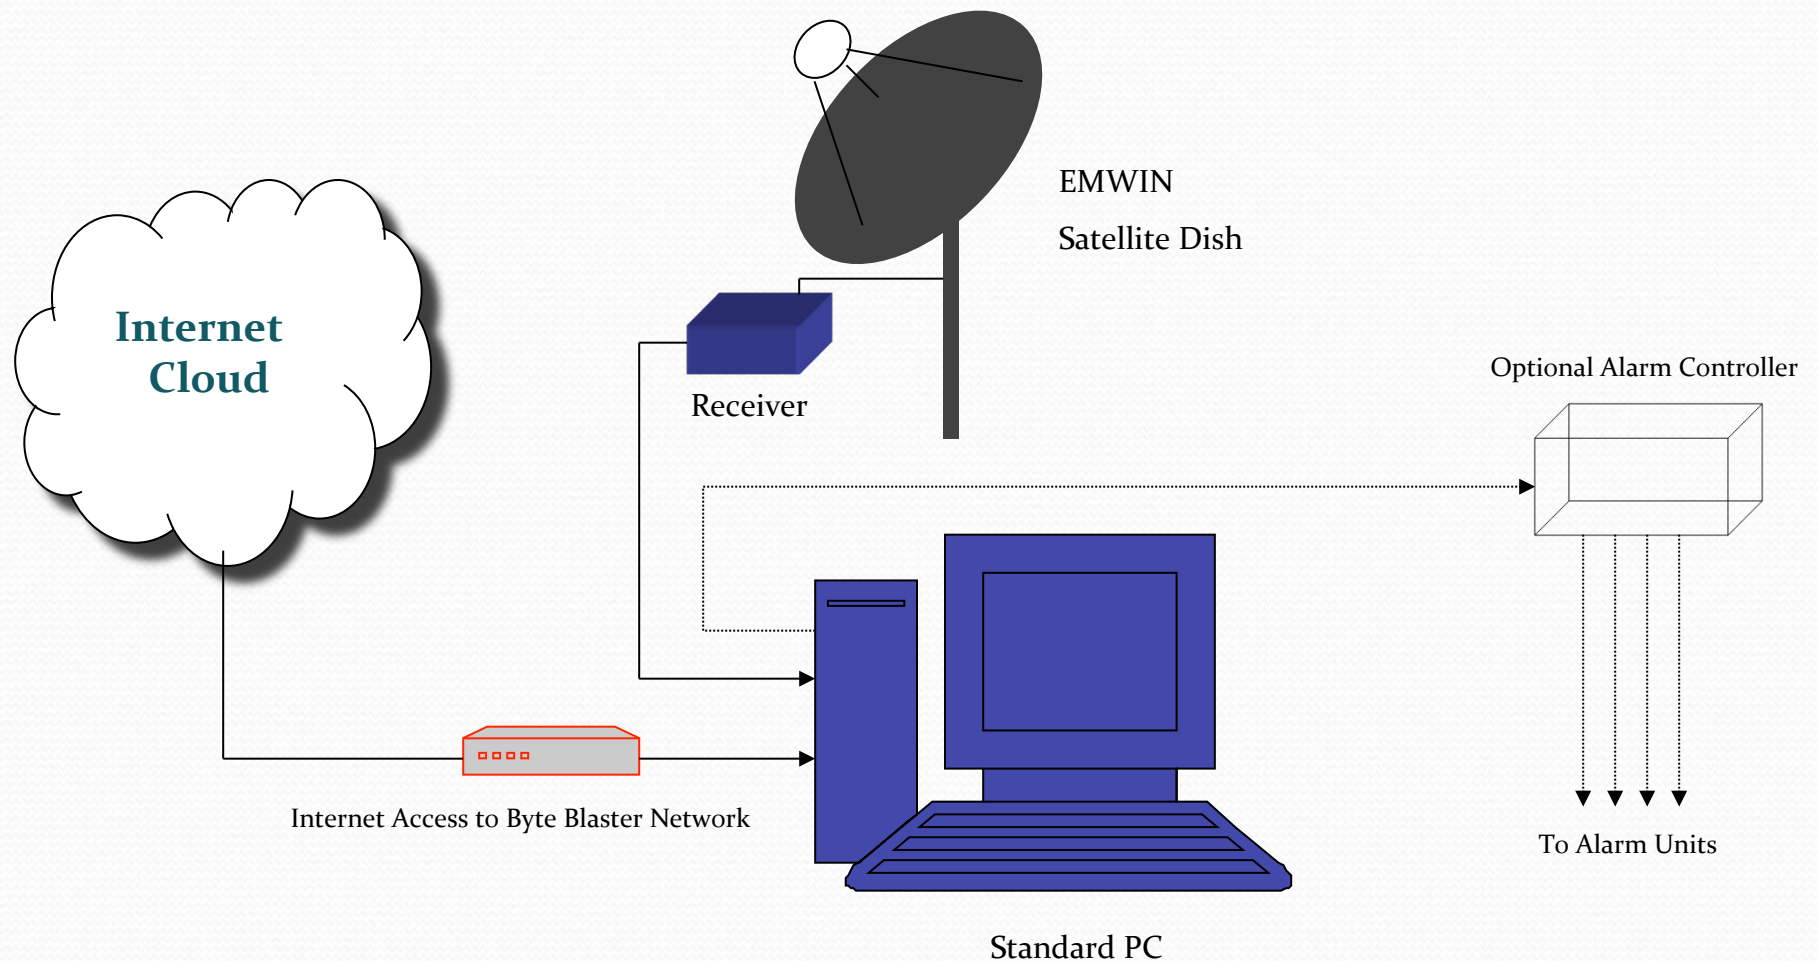 EMWIN
Satellite Dish
Internet
Cloud
Receiver
Optional Alarm Controller
Internet Access to Byte Blaster Network
To Alarm Units
Standard PC